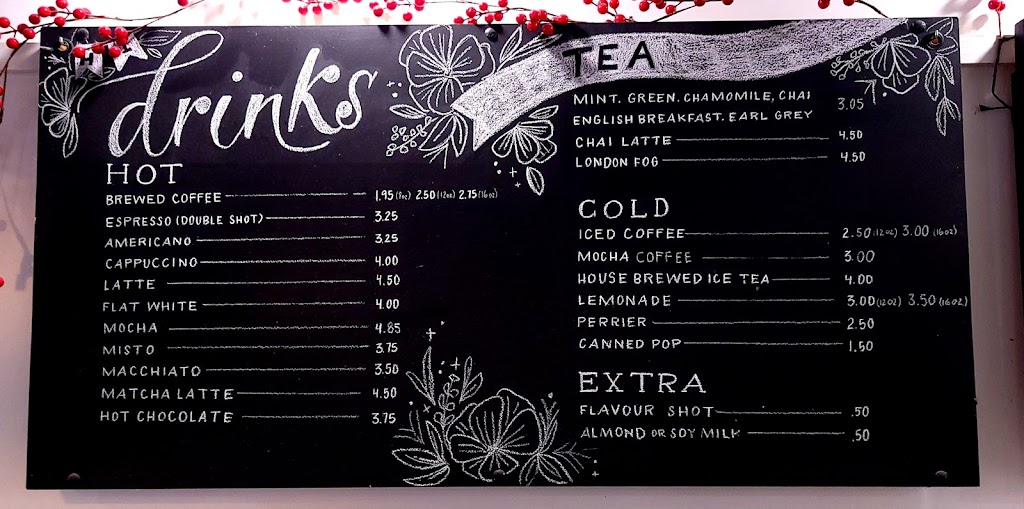 drinks
HOT
BREWED COFFEE 1.95 (8oz) 2.50 (12oz) 2.75 (16oz)
ESPRESSO (DOUBLE SHOT) 3.25
AMERICANO 3.25
CAPPUCCINO 4.00
LATTE 4.50
FLAT WHITE 4.00
MOCHA 4.85
MISTO 3.75
MACCHIATO 3.50
MATCHA LATTE 4.50
HOT CHOCOLATE 3.75
TEA
MINT. GREEN. CHAMOMILE, CHAI
ENGLISH BREAKFAST. EARL GREY 3.05
CHAI LATTE 4.50
LONDON FOG 4.50
COLD
ICED COFFEE 2.50 (12oz) 3.00 (16oz)
MOCHA COFFEE 3.00
HOUSE BREWED ICE TEA 4.00
LEMONADE 3.00 (12oz) 3.50 (16oz)
PERRIER 2.50
CANNED POP 1.50
EXTRA
FLAVOUR SHOT .50
ALMOND OR SOY MILK .50